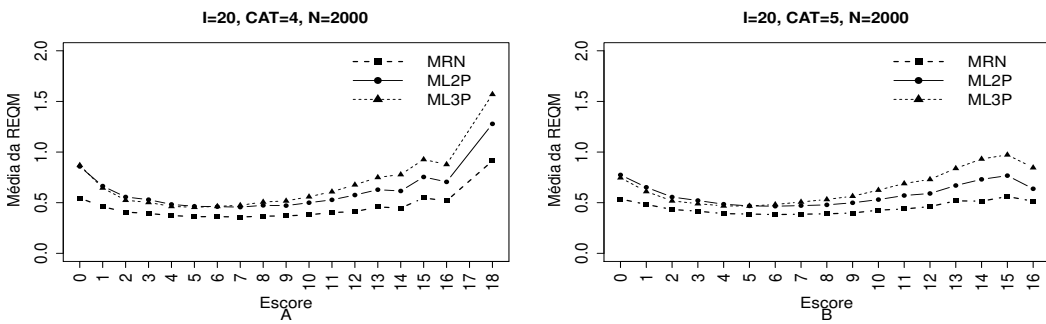 I=20, CAT=4, N=2000
Média da REQM
2.0
1.5
1.0
0.5
0.0
MRN
ML2P
ML3P
0 1 2 3 4 5 6 7 8 9 10 11 12 13 14 15 16 17 18
Escore
A
I=20, CAT=5, N=2000
Média da REQM
2.0
1.5
1.0
0.5
0.0
MRN
ML2P
ML3P
0 1 2 3 4 5 6 7 8 9 10 11 12 13 14 15 16
Escore
B